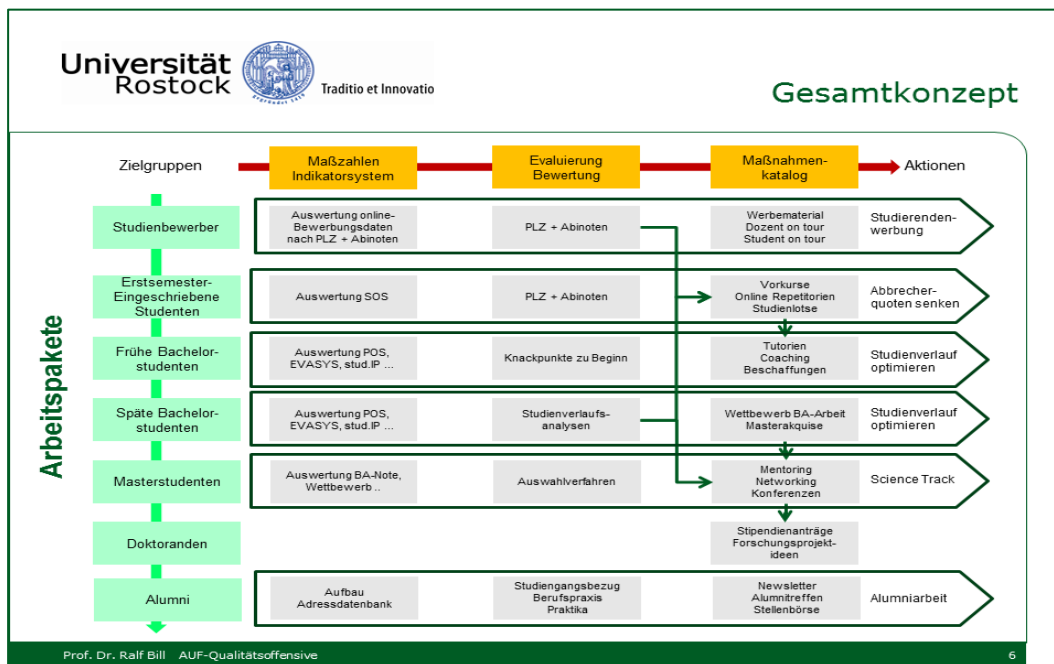 Universität
Rostock
Traditio et Innovatio
Gesamtkonzept
Zielgruppen
Maßzahlen
Indikatorsystem
Evaluierung
Bewertung
Maßnahmen-
katalog
Aktionen
Arbeitspakete
Studienbewerber
Auswertung online-
Bewerbungsdaten
nach PLZ + Abinoten
PLZ + Abinoten
Werbematerial
Dozent on tour
Student on tour
Studierenden-
werbung
Erstsemester-
Eingeschriebene
Studenten
Auswertung SOS
PLZ + Abinoten
Vorkurse
Online Repetitorien
Studienlotse
Abbrecher-
quoten senken
Frühe Bachelor-
studenten
Auswertung POS,
EVASYS, stud.IP ...
Knackpunkte zu Beginn
Tutorien
Coaching
Beschaffungen
Studienverlauf
optimieren
Späte Bachelor-
studenten
Auswertung POS,
EVASYS, stud.IP ...
Studienverlaufs-
analysen
Wettbewerb BA-Arbeit
Masterakquise
Studienverlauf
optimieren
Masterstudenten
Auswertung BA-Note,
Wettbewerb ..
Auswahlverfahren
Mentoring
Networking
Konferenzen
Science Track
Doktoranden
Stipendienanträge
Forschungsprojekt-
ideen
Alumni
Aufbau
Adressdatenbank
Studiengangsbezug
Berufspraxis
Praktika
Newsletter
Alumnitreffen
Stellenbörse
Alumniarbeit
Prof. Dr. Ralf Bill AUF-Qualitätsoffensive
6